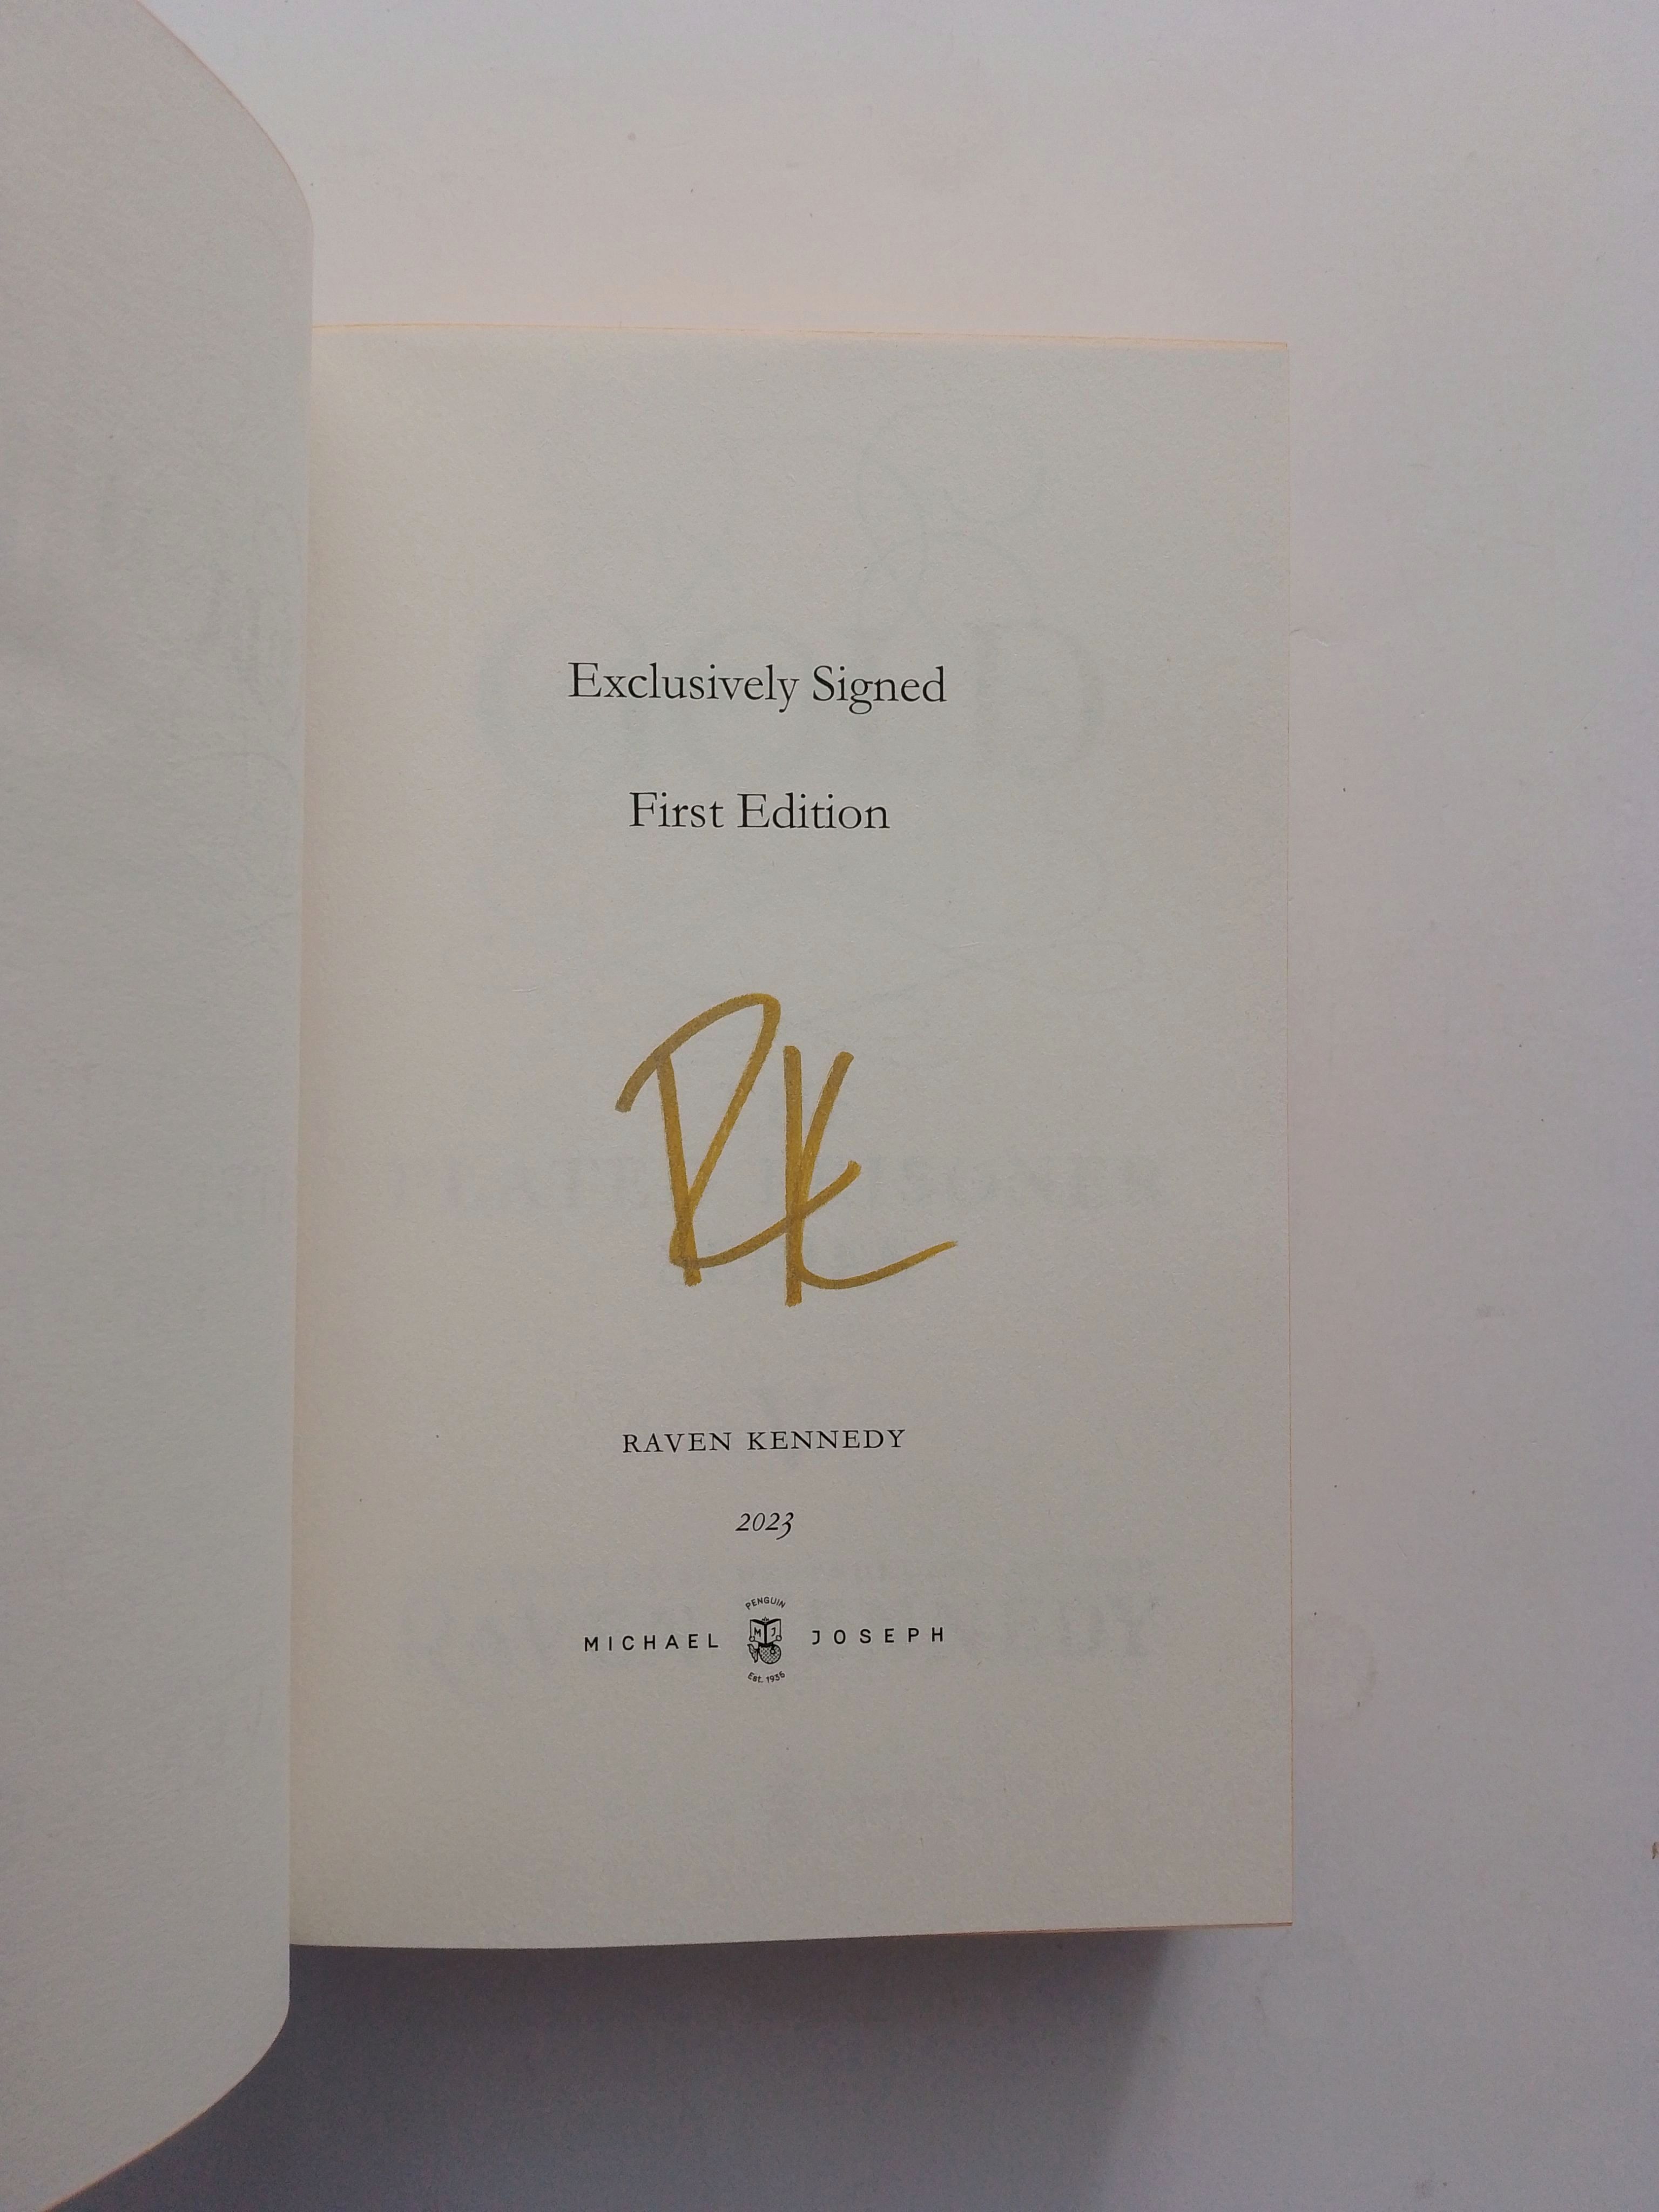 Exclusively Signed
First Edition
RK
RAVEN KENNEDY
2023
PENGUIN
MICHAEL MJ JOSEPH
Est. 1935